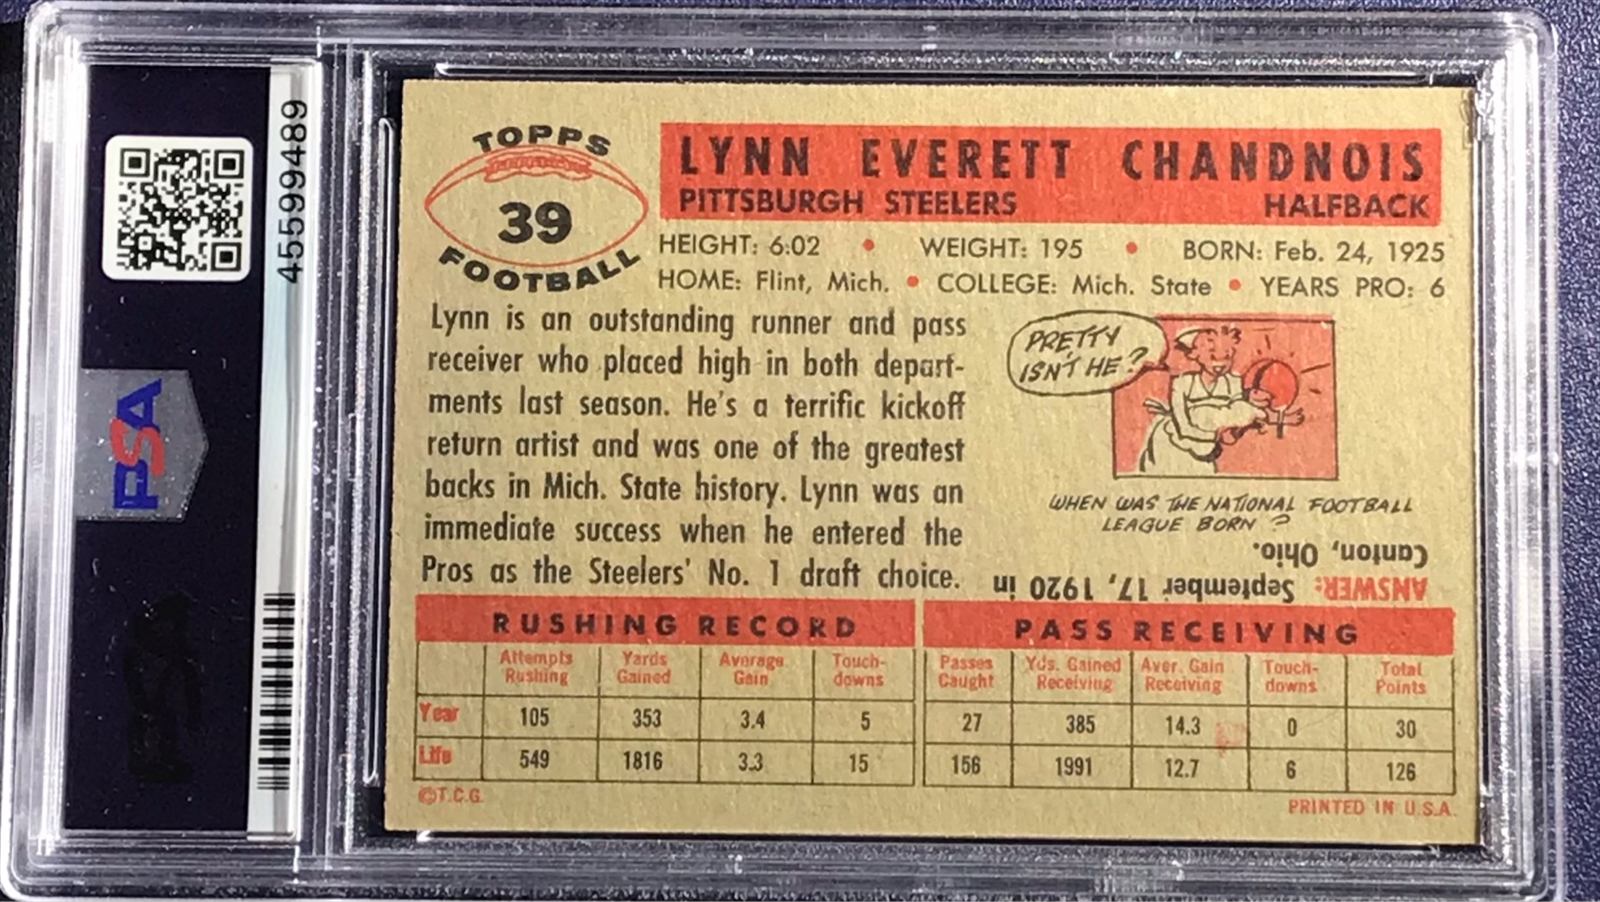 45599489
PSA
TOPPS
39
FOOTBALL
LYNN EVERETT CHANDNOIS
PITTSBURGH STEELERS HALFBACK
HEIGHT: 6:02 • WEIGHT: 195 • BORN: Feb. 24, 1925
HOME: Flint, Mich. • COLLEGE: Mich. State • YEARS PRO: 6
Lynn is an outstanding runner and pass
receiver who placed high in both depart-
ments last season. He's a terrific kickoff
return artist and was one of the greatest
backs in Mich. State history. Lynn was an
immediate success when he entered the
Pros as the Steelers' No. 1 draft choice.
PRETTY
ISN'T HE?
WHEN WAS THE NATIONAL FOOTBALL
LEAGUE BORN?
ANSWER: September 17, 1920 in
Canton, Ohio.
RUSHING RECORD PASS RECEIVING
Attempts Rushing Yards Gained Average Gain Touch-downs Passes Caught Yds. Gained Receiving Aver. Gain Receiving Touch-downs Total Points
Year 105 353 3.4 5 27 385 14.3 0 30
Life 549 1816 3.3 15 156 1991 12.7 6 126
©T.C.G. PRINTED IN U.S.A.